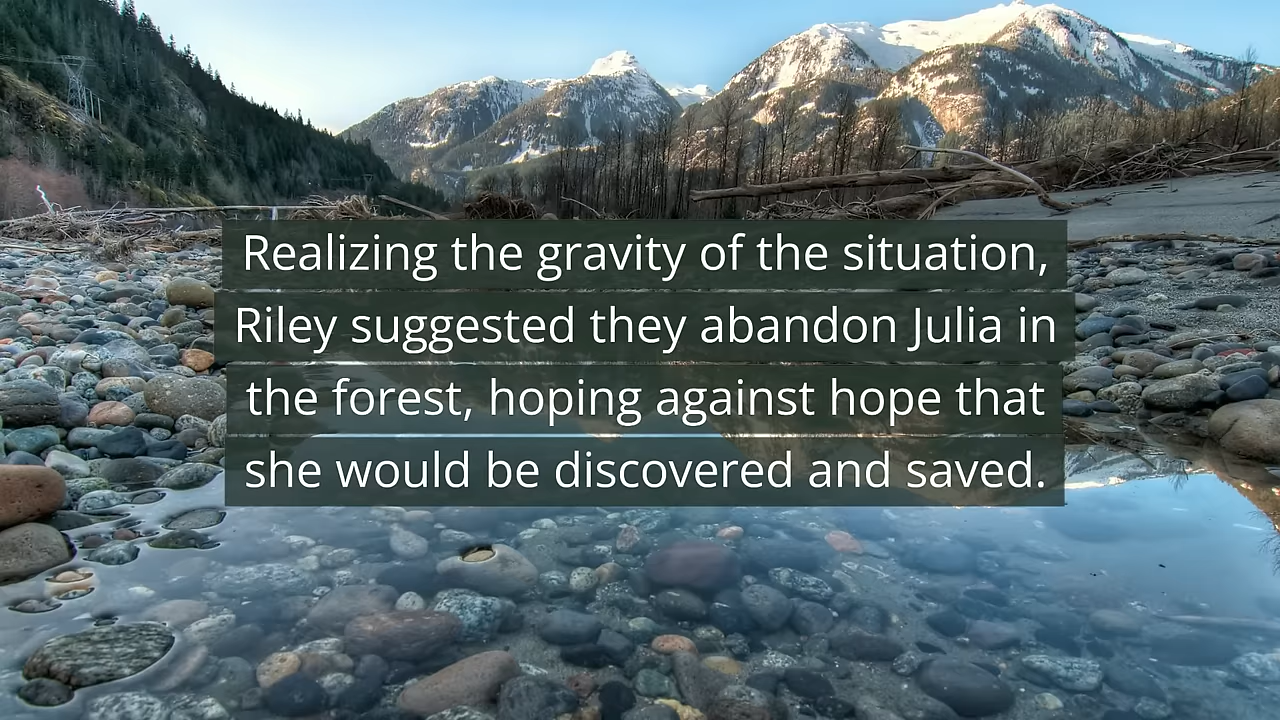 Realizing the gravity of the situation,
Riley suggested they abandon Julia in
the forest, hoping against hope that
she would be discovered and saved.